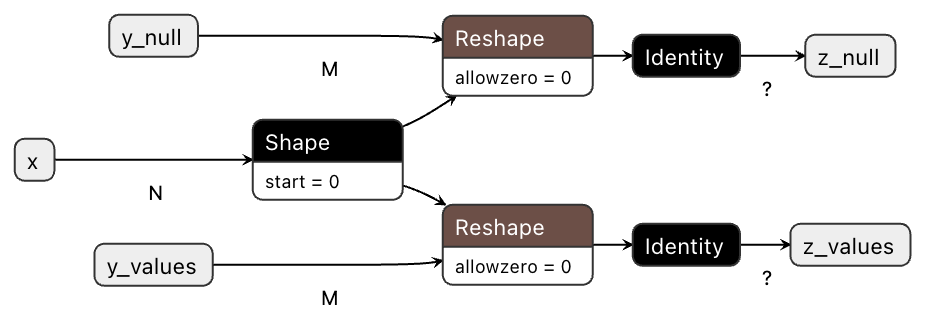 y_null
M
Reshape
allowzero = 0
Identity
?
z_null
x
N
Shape
start = 0
y_values
M
Reshape
allowzero = 0
Identity
?
z_values